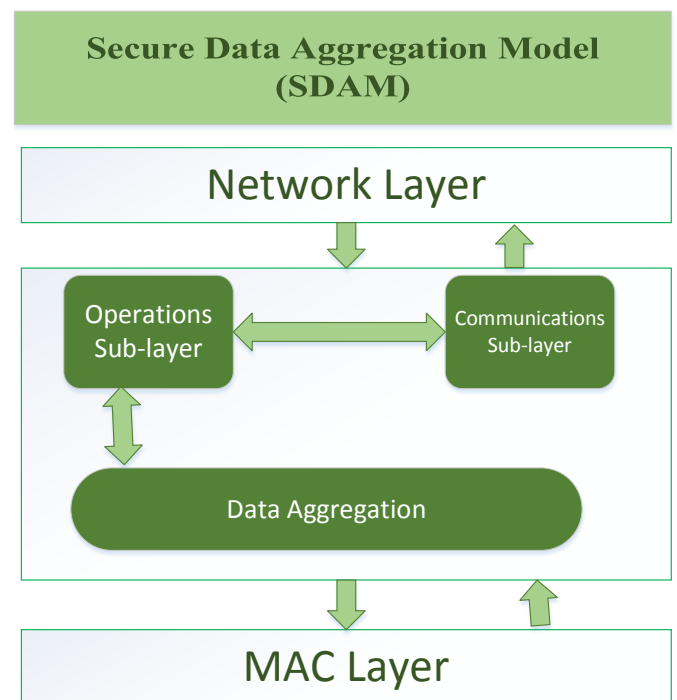 Secure Data Aggregation Model
(SDAM)
Network Layer
Operations
Sub-layer
Communications
Sub-layer
Data Aggregation
MAC Layer